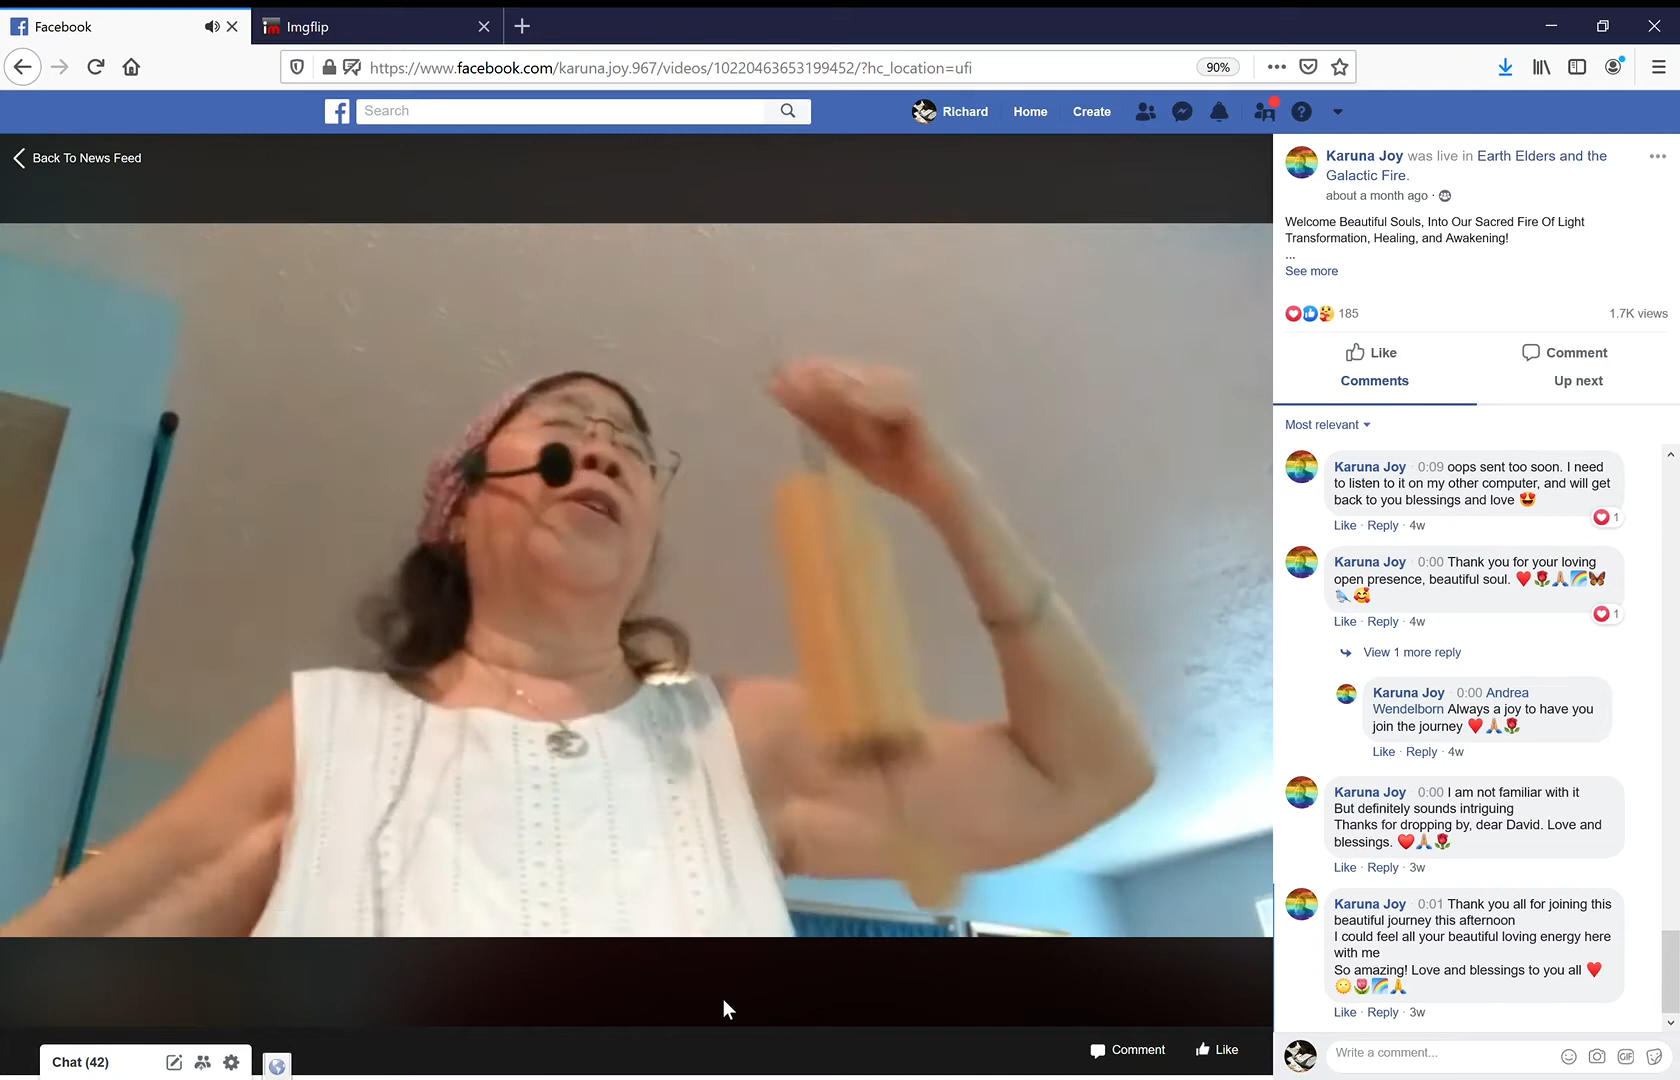 Facebook
Imgflip
https://www.facebook.com/karuna.joy.967/videos/10220463653199452/?hc_location=ufi
90%
Search
Richard
Home
Create
Back To News Feed
Karuna Joy was live in Earth Elders and the
Galactic Fire.
about a month ago ·
Welcome Beautiful Souls, Into Our Sacred Fire Of Light
Transformation, Healing, and Awakening!
...
See more
185
1.7K views
Like
Comment
Comments
Up next
Most relevant
Karuna Joy · 0:09 oops sent too soon. I need
to listen to it on my other computer, and will get
back to you blessings and love 😍
1
Like · Reply · 4w
Karuna Joy · 0:00 Thank you for your loving
open presence, beautiful soul. ❤️🌹🙏🌈🦋
🐦🥰
1
Like · Reply · 4w
View 1 more reply
Karuna Joy · 0:00 Andrea
Wendelborn Always a joy to have you
join the journey ❤️🙏🌹
Like · Reply · 4w
Karuna Joy · 0:00 I am not familiar with it
But definitely sounds intriguing
Thanks for dropping by, dear David. Love and
blessings. ❤️🙏🌹
Like · Reply · 3w
Karuna Joy · 0:01 Thank you all for joining this
beautiful journey this afternoon
I could feel all your beautiful loving energy here
with me
So amazing! Love and blessings to you all ❤️
🌞🌷🌈🙏
Like · Reply · 3w
Comment
Like
Chat (42)
Write a comment...
GIF